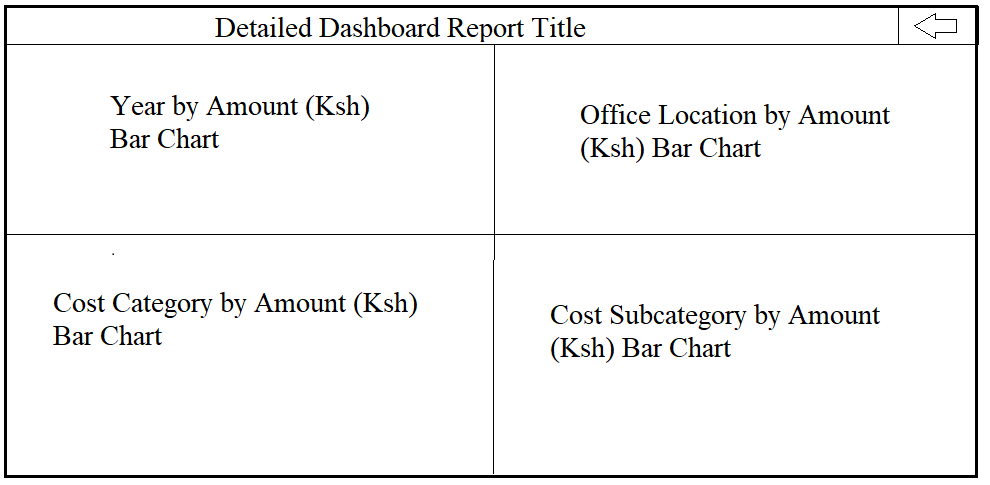 Detailed Dashboard Report Title
Year by Amount (Ksh)
Bar Chart
Office Location by Amount
(Ksh) Bar Chart
Cost Category by Amount (Ksh)
Bar Chart
Cost Subcategory by Amount
(Ksh) Bar Chart